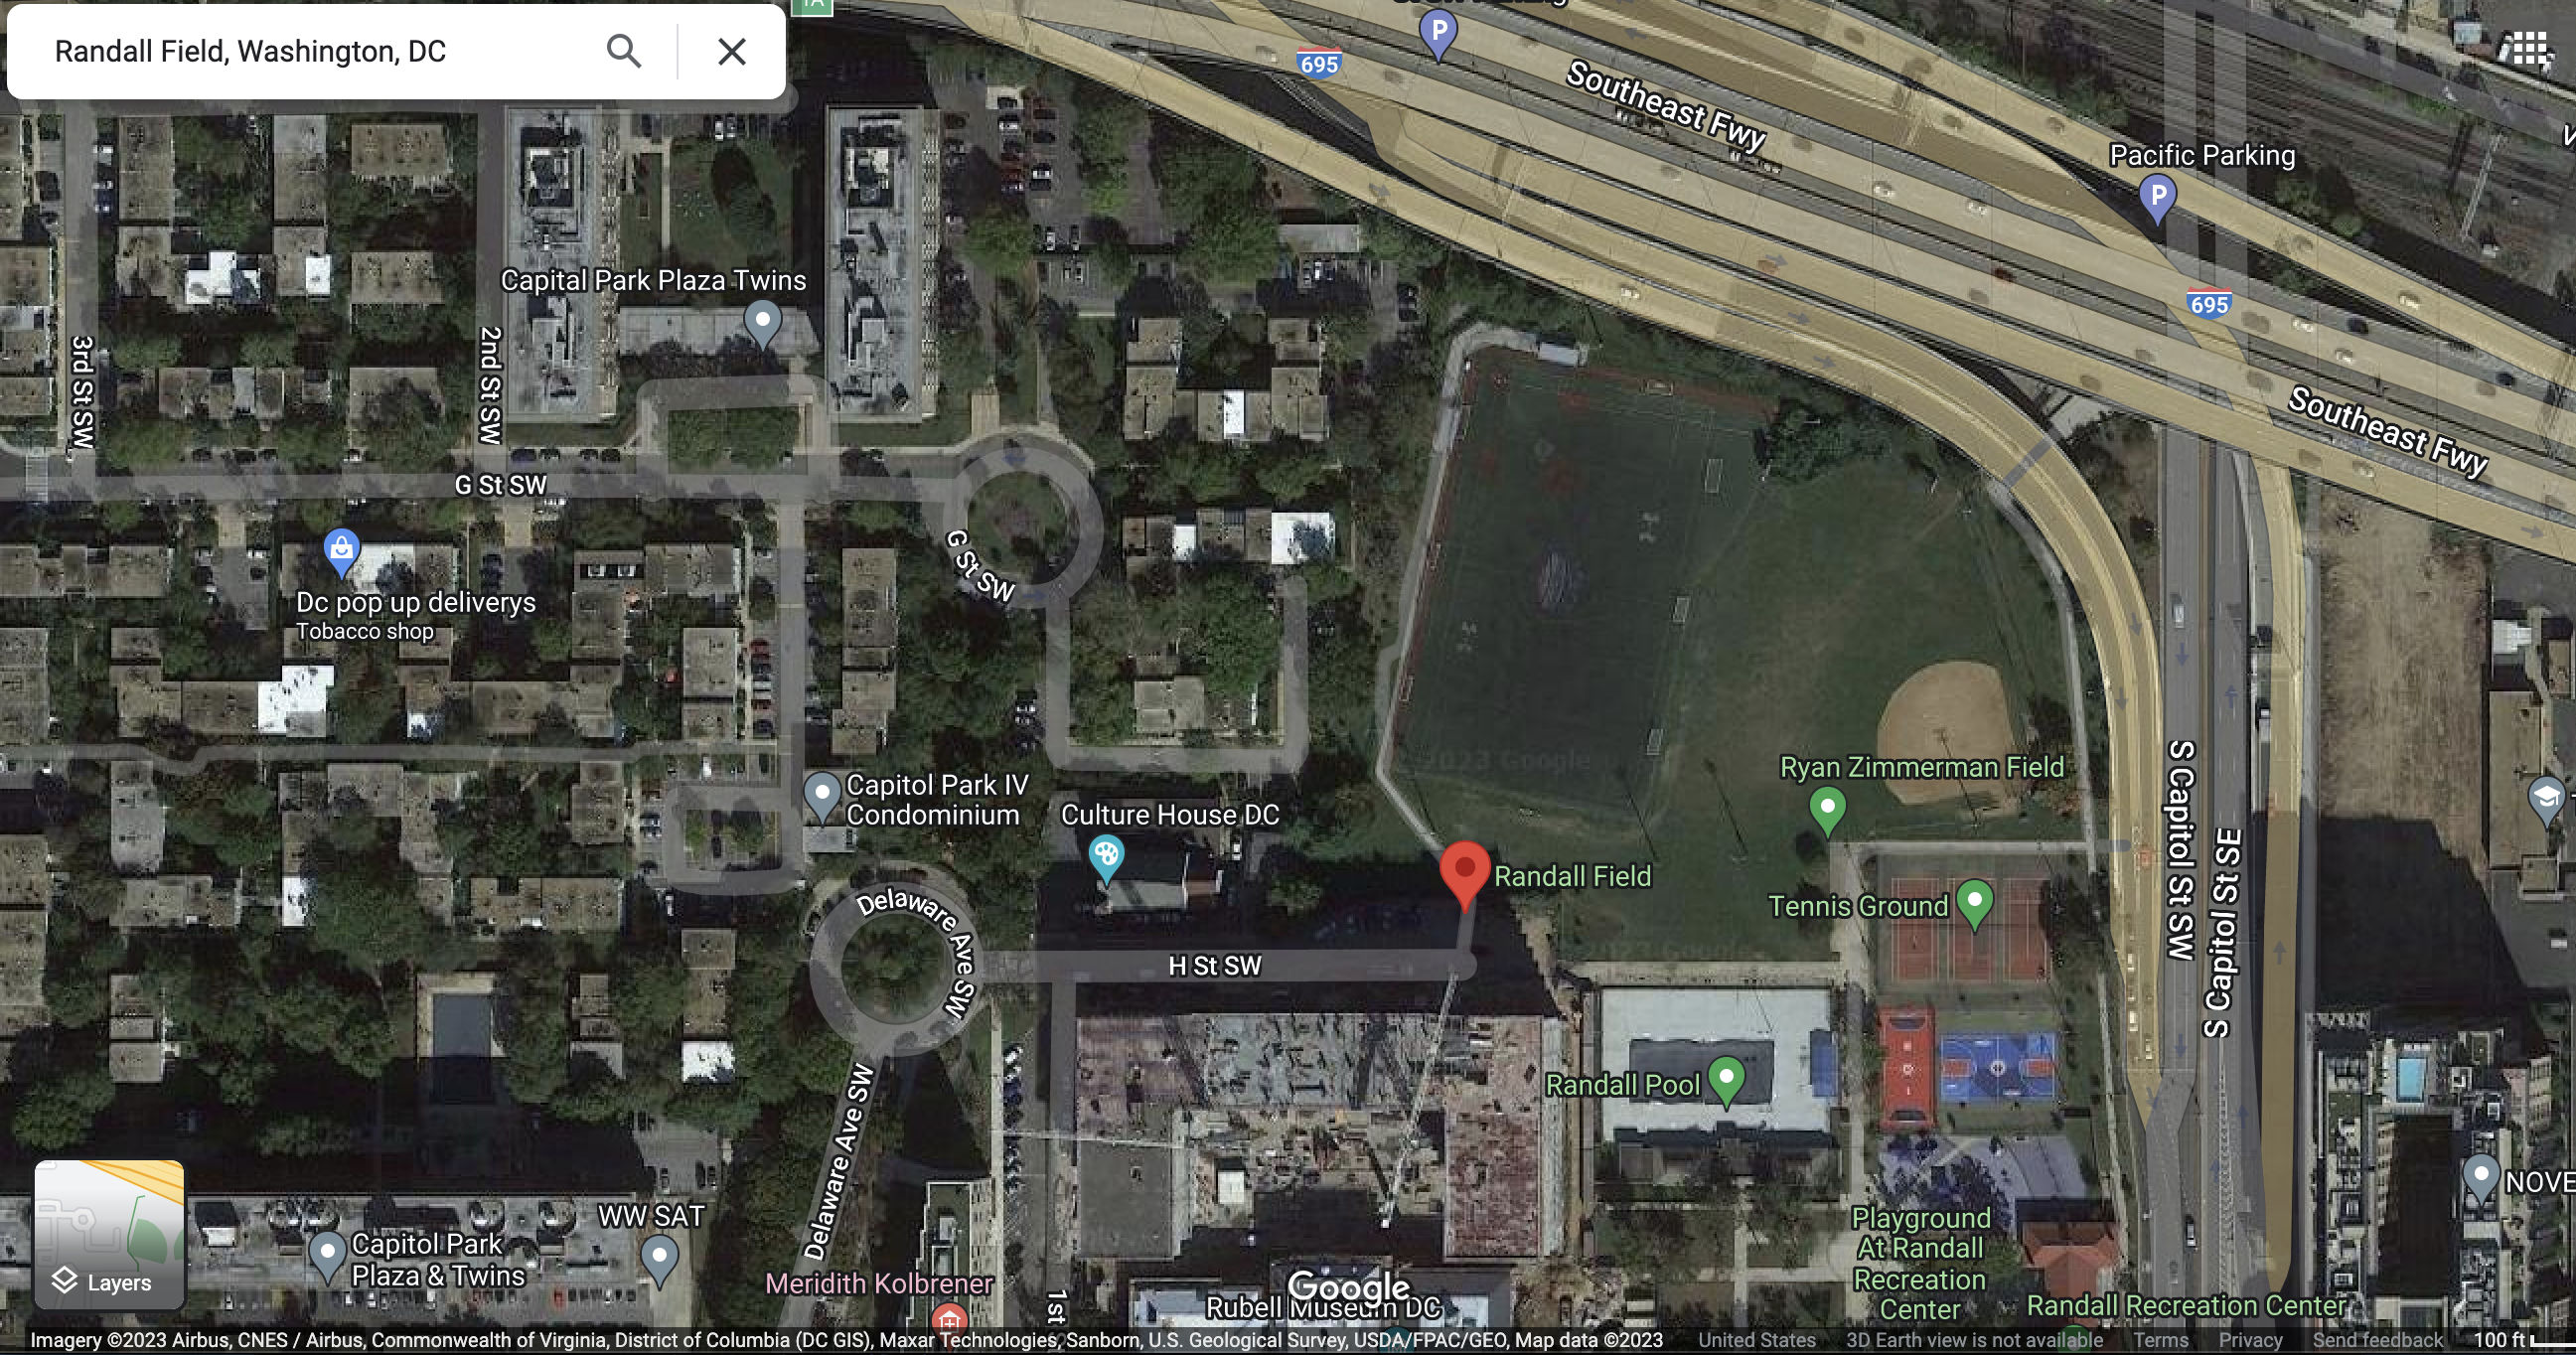 Randall Field, Washington, DC
695
P
Southeast Fwy
Pacific Parking
P
695
Southeast Fwy
Capital Park Plaza Twins
3rd St SW
2nd St SW
G St SW
G St SW
Dc pop up deliverys
Tobacco shop
2023 Google
Ryan Zimmerman Field
Capitol Park IV
Condominium
Culture House DC
S Capitol St SW
S Capitol St SE
Randall Field
Tennis Ground
Delaware Ave SW
H St SW
Randall Pool
Delaware Ave SW
NOVE
WW SAT
Capitol Park
Plaza & Twins
Playground
At Randall
Recreation
Center
Meridith Kolbrener
1st
Google
Rubell Museum DC
Randall Recreation Center
Layers
Imagery ©2023 Airbus, CNES / Airbus, Commonwealth of Virginia, District of Columbia (DC GIS), Maxar Technologies, Sanborn, U.S. Geological Survey, USDA/FPAC/GEO, Map data ©2023 United States 3D Earth view is not available Terms Privacy Send feedback 100 ft